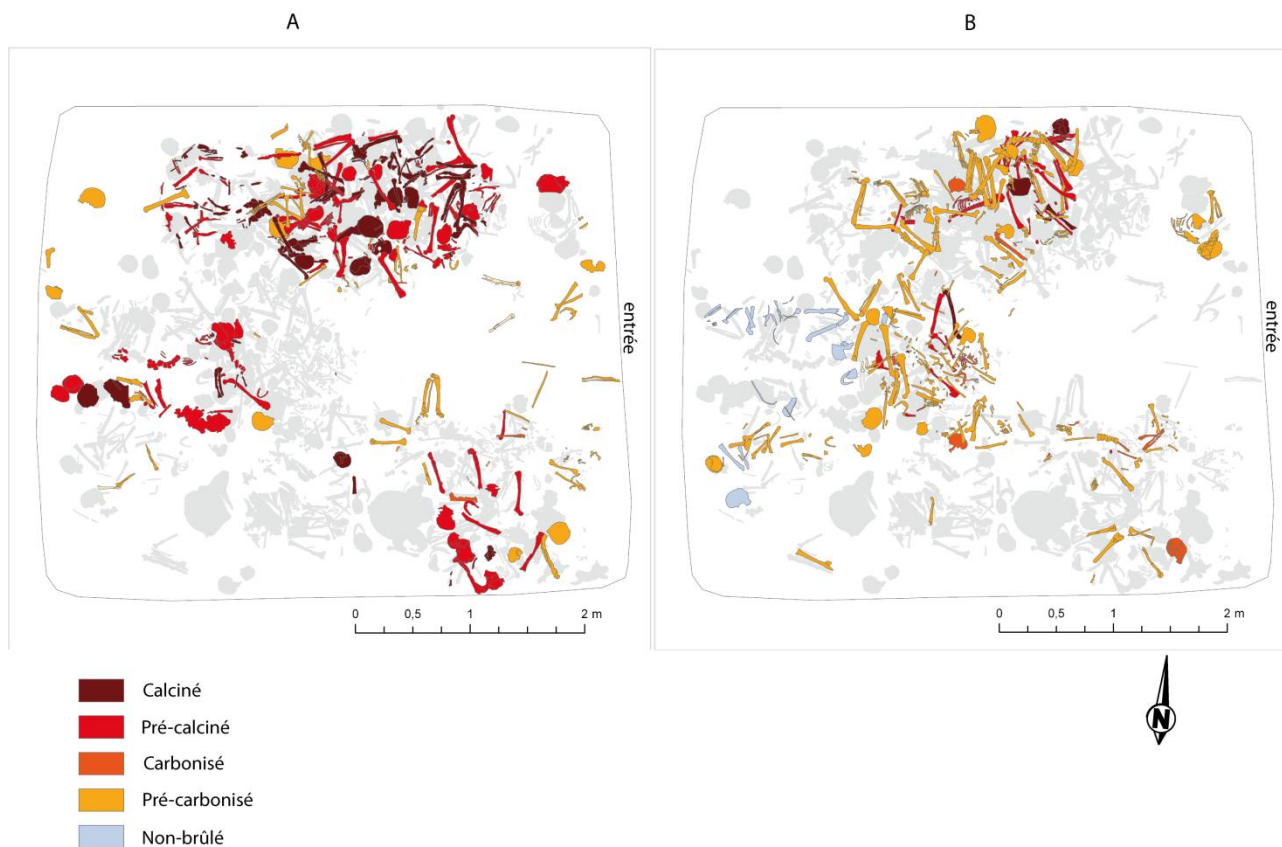 A
B
entrée
entrée
0 0,5 1 2 m
0 0,5 1 2 m
Calciné
Pré-calciné
Carbonisé
Pré-carbonisé
Non-brûlé
N